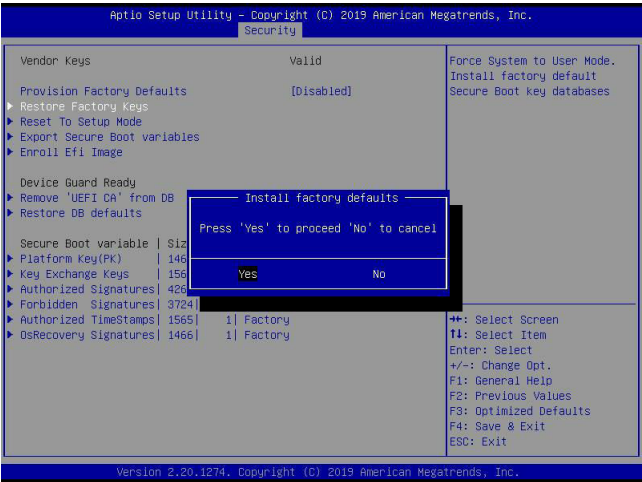 Aptio Setup Utility – Copyright (C) 2019 American Megatrends, Inc.
Security
Vendor Keys Valid
Provision Factory Defaults [Disabled]
Restore Factory Keys
Reset To Setup Mode
Export Secure Boot variables
Enroll Efi Image
Device Guard Ready
Remove 'UEFI CA' from DB
Restore DB defaults
Secure Boot variable | Siz
Platform Key(PK) | 146
Key Exchange Keys | 156
Authorized Signatures| 426
Forbidden Signatures| 3724|
Authorized TimeStamps| 1565| 1| Factory
OsRecovery Signatures| 1466| 1| Factory
Install factory defaults
Press 'Yes' to proceed 'No' to cancel
Yes No
Force System to User Mode.
Install factory default
Secure Boot key databases
→←: Select Screen
↑↓: Select Item
Enter: Select
+/-: Change Opt.
F1: General Help
F2: Previous Values
F3: Optimized Defaults
F4: Save & Exit
ESC: Exit
Version 2.20.1274. Copyright (C) 2019 American Megatrends, Inc.